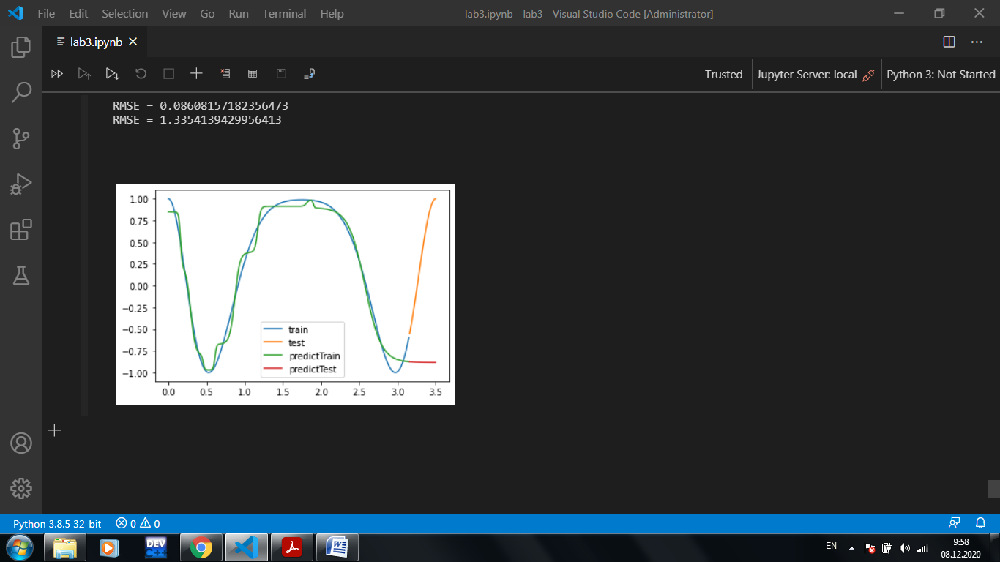 File Edit Selection View Go Run Terminal Help lab3.ipynb - lab3 - Visual Studio Code [Administrator]
lab3.ipynb
Trusted Jupyter Server: local Python 3: Not Started
RMSE = 0.08608157182356473
RMSE = 1.3354139429956413
1.00
0.75
0.50
0.25
0.00
−0.25
−0.50
−0.75
−1.00
train
test
predictTrain
predictTest
0.0 0.5 1.0 1.5 2.0 2.5 3.0 3.5
Python 3.8.5 32-bit 0 0
DEV
C++
W
EN
9:58
08.12.2020